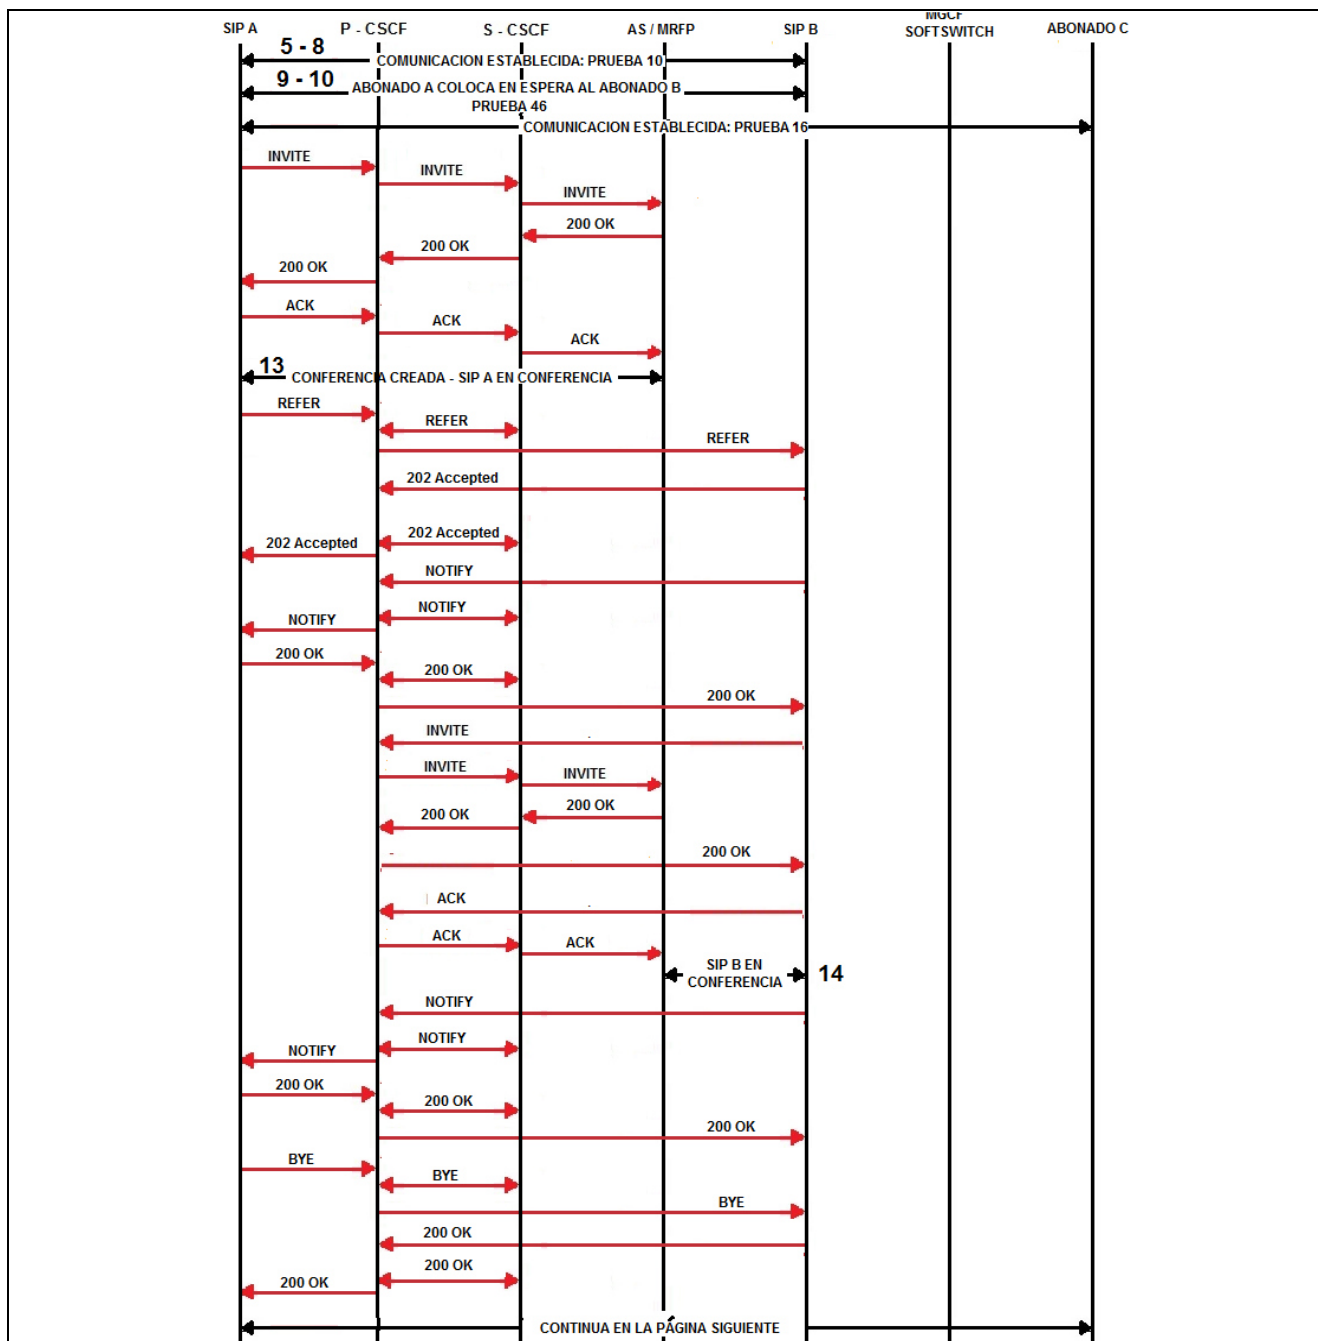 SIP A P - CSCF S - CSCF AS / MRFP SIP B MGCF ABONADO C
SOFTSWITCH
5 - 8
COMUNICACION ESTABLECIDA: PRUEBA 10
9 - 10 ABONADO A COLOCA EN ESPERA AL ABONADO B
PRUEBA 46
COMUNICACION ESTABLECIDA: PRUEBA 16
INVITE
INVITE
INVITE
200 OK
200 OK
200 OK
ACK
ACK
ACK
13 CONFERENCIA CREADA - SIP A EN CONFERENCIA
REFER
REFER
REFER
202 Accepted
202 Accepted
202 Accepted
NOTIFY
NOTIFY
NOTIFY
200 OK
200 OK
200 OK
INVITE
INVITE
INVITE
200 OK
200 OK
200 OK
ACK
ACK
ACK
SIP B EN 14
CONFERENCIA
NOTIFY
NOTIFY
NOTIFY
200 OK
200 OK
200 OK
BYE
BYE
BYE
200 OK
200 OK
200 OK
CONTINUA EN LA PÁGINA SIGUIENTE